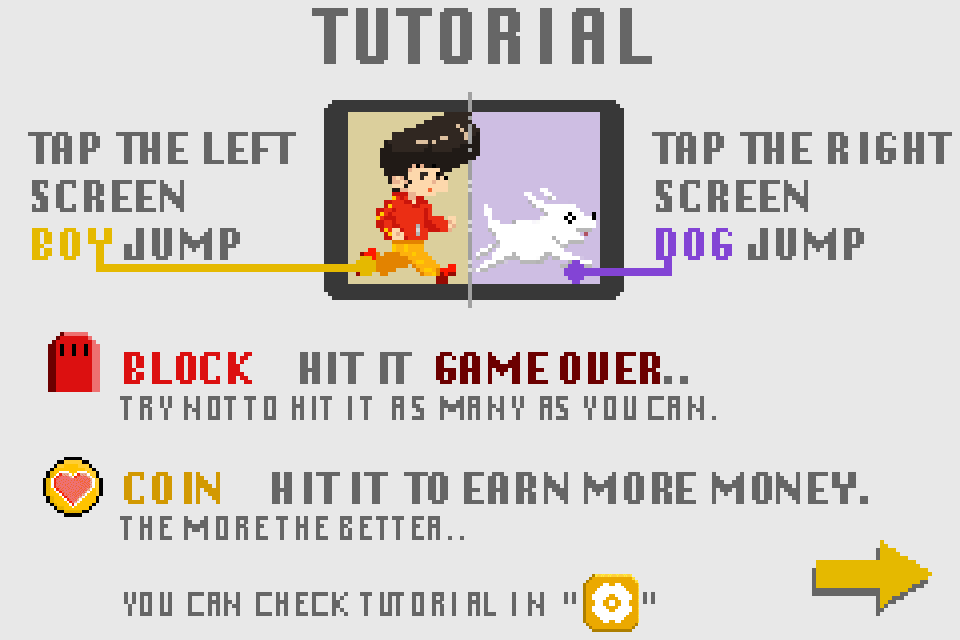 TUTORIAL
TAP THE LEFT
SCREEN
BOY JUMP
TAP THE RIGHT
SCREEN
DOG JUMP
BLOCK HIT IT GAME OVER..
TRY NOT TO HIT IT AS MANY AS YOU CAN.
COIN HIT IT TO EARN MORE MONEY.
THE MORE THE BETTER..
YOU CAN CHECK TUTORIAL IN " "